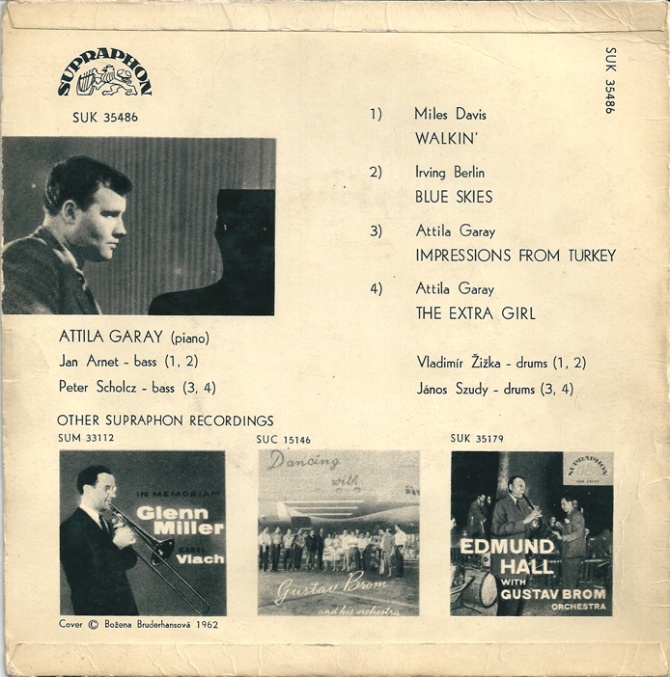 SUPRAPHON
SUK 35486
SUK 35486
1) Miles Davis
WALKIN'
2) Irving Berlin
BLUE SKIES
3) Attila Garay
IMPRESSIONS FROM TURKEY
4) Attila Garay
THE EXTRA GIRL
ATTILA GARAY (piano)
Jan Arnet - bass (1, 2)
Peter Scholcz - bass (3, 4)
Vladimír Žižka - drums (1, 2)
János Szudy - drums (3, 4)
OTHER SUPRAPHON RECORDINGS
SUM 33112
IN MEMORIAM
Glenn
Miller
KAREL
Vlach
SUC 15146
Dancing
with
Gustav Brom
and his orchestra
SUK 35179
SUPRAPHON
EDMUND
HALL
WITH
GUSTAV BROM
ORCHESTRA
Cover © Božena Bruderhansová 1962